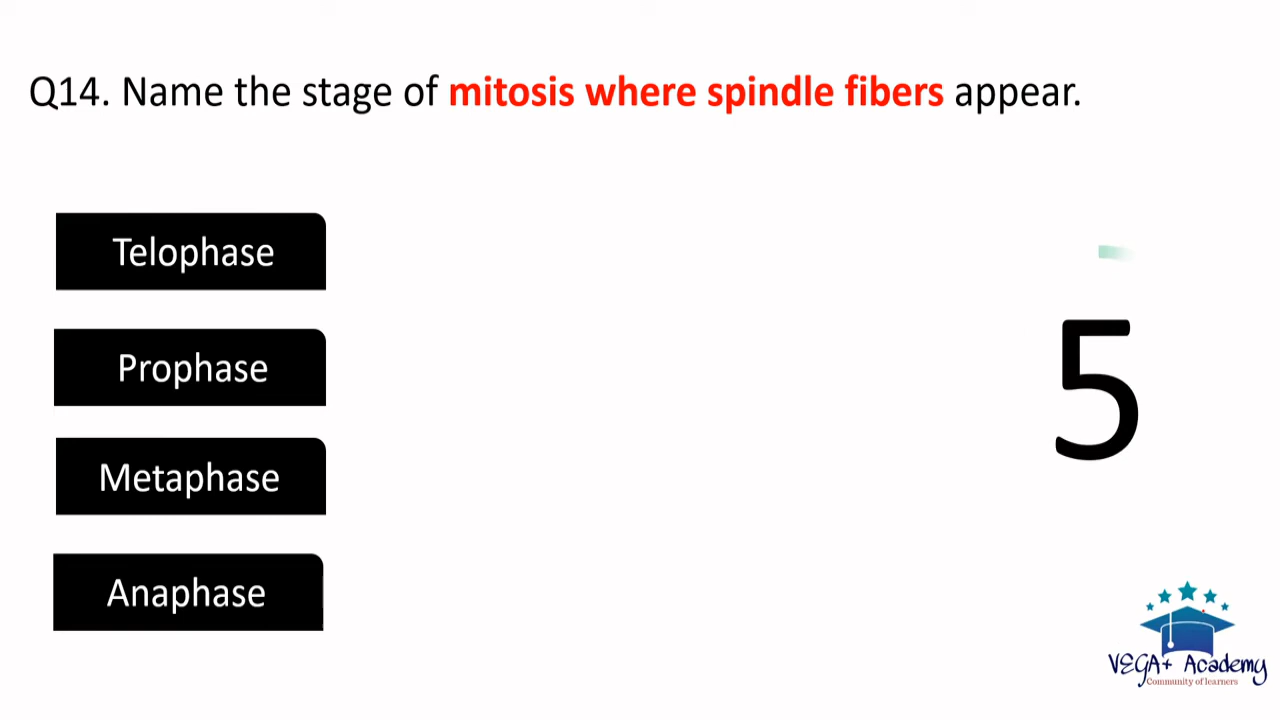 Q14. Name the stage of mitosis where spindle fibers appear.
Telophase
Prophase
5
Metaphase
Anaphase
VEGA+ Academy
Community of learners